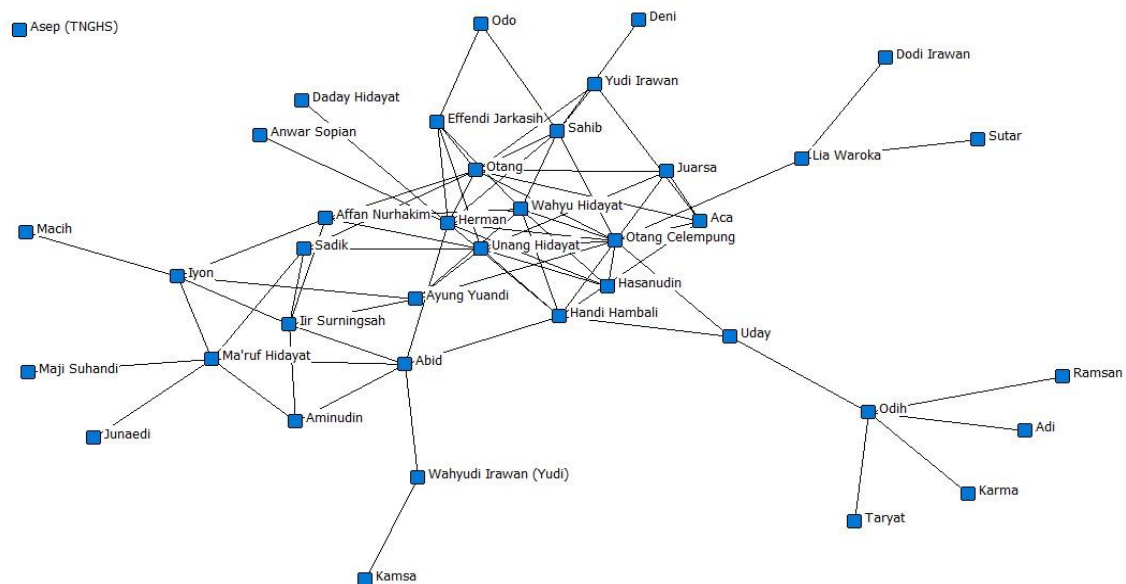 Asep (TNGHS)
Odo
Deni
Dodi Irawan
Yudi Irawan
Daday Hidayat
Effendi Jarkasih
Sahib
Anwar Sopian
Sutar
Lia Waroka
Otang
Juarsa
Wahyu Hidayat
Affan Nurhakim
Herman
Aca
Macih
Sadik
Unang Hidayat
Otang Celempung
Iyon
Hasanudin
Ayung Yuandi
Handi Hambali
Iir Surningsah
Uday
Ma'ruf Hidayat
Abid
Maji Suhandi
Ramsan
Odih
Aminudin
Adi
Junaedi
Wahyudi Irawan (Yudi)
Karma
Taryat
Kamsa